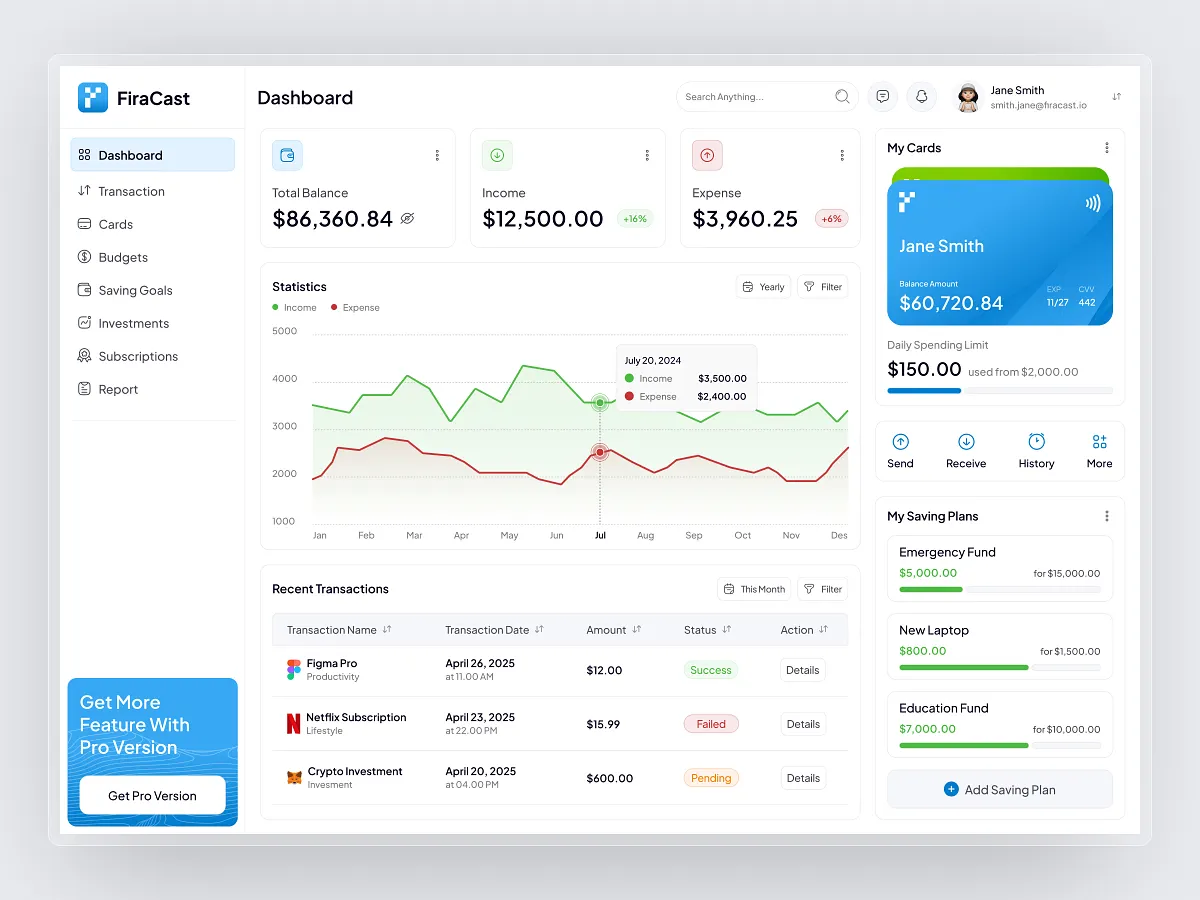 FiraCast
Dashboard
Transaction
Cards
Budgets
Saving Goals
Investments
Subscriptions
Report
Get More
Feature With
Pro Version
Get Pro Version
Dashboard
Search Anything...
Jane Smith
smith.jane@firacast.io
Total Balance
$86,360.84
Income
$12,500.00 +16%
Expense
$3,960.25 +6%
Statistics
Yearly Filter
Income Expense
5000
4000
3000
2000
1000
July 20, 2024
Income $3,500.00
Expense $2,400.00
Jan Feb Mar Apr May Jun Jul Aug Sep Oct Nov Des
Recent Transactions
This Month Filter
Transaction Name Transaction Date Amount Status Action
Figma Pro
Productivity
April 26, 2025
at 11.00 AM
$12.00 Success Details
Netflix Subscription
Lifestyle
April 23, 2025
at 22.00 PM
$15.99 Failed Details
Crypto Investment
Invesment
April 20, 2025
at 04.00 PM
$600.00 Pending Details
My Cards
Jane Smith
Balance Amount
$60,720.84
EXP CVV
11/27 442
Daily Spending Limit
$150.00 used from $2,000.00
Send Receive History More
My Saving Plans
Emergency Fund
$5,000.00 for $15,000.00
New Laptop
$800.00 for $1,500.00
Education Fund
$7,000.00 for $10,000.00
Add Saving Plan